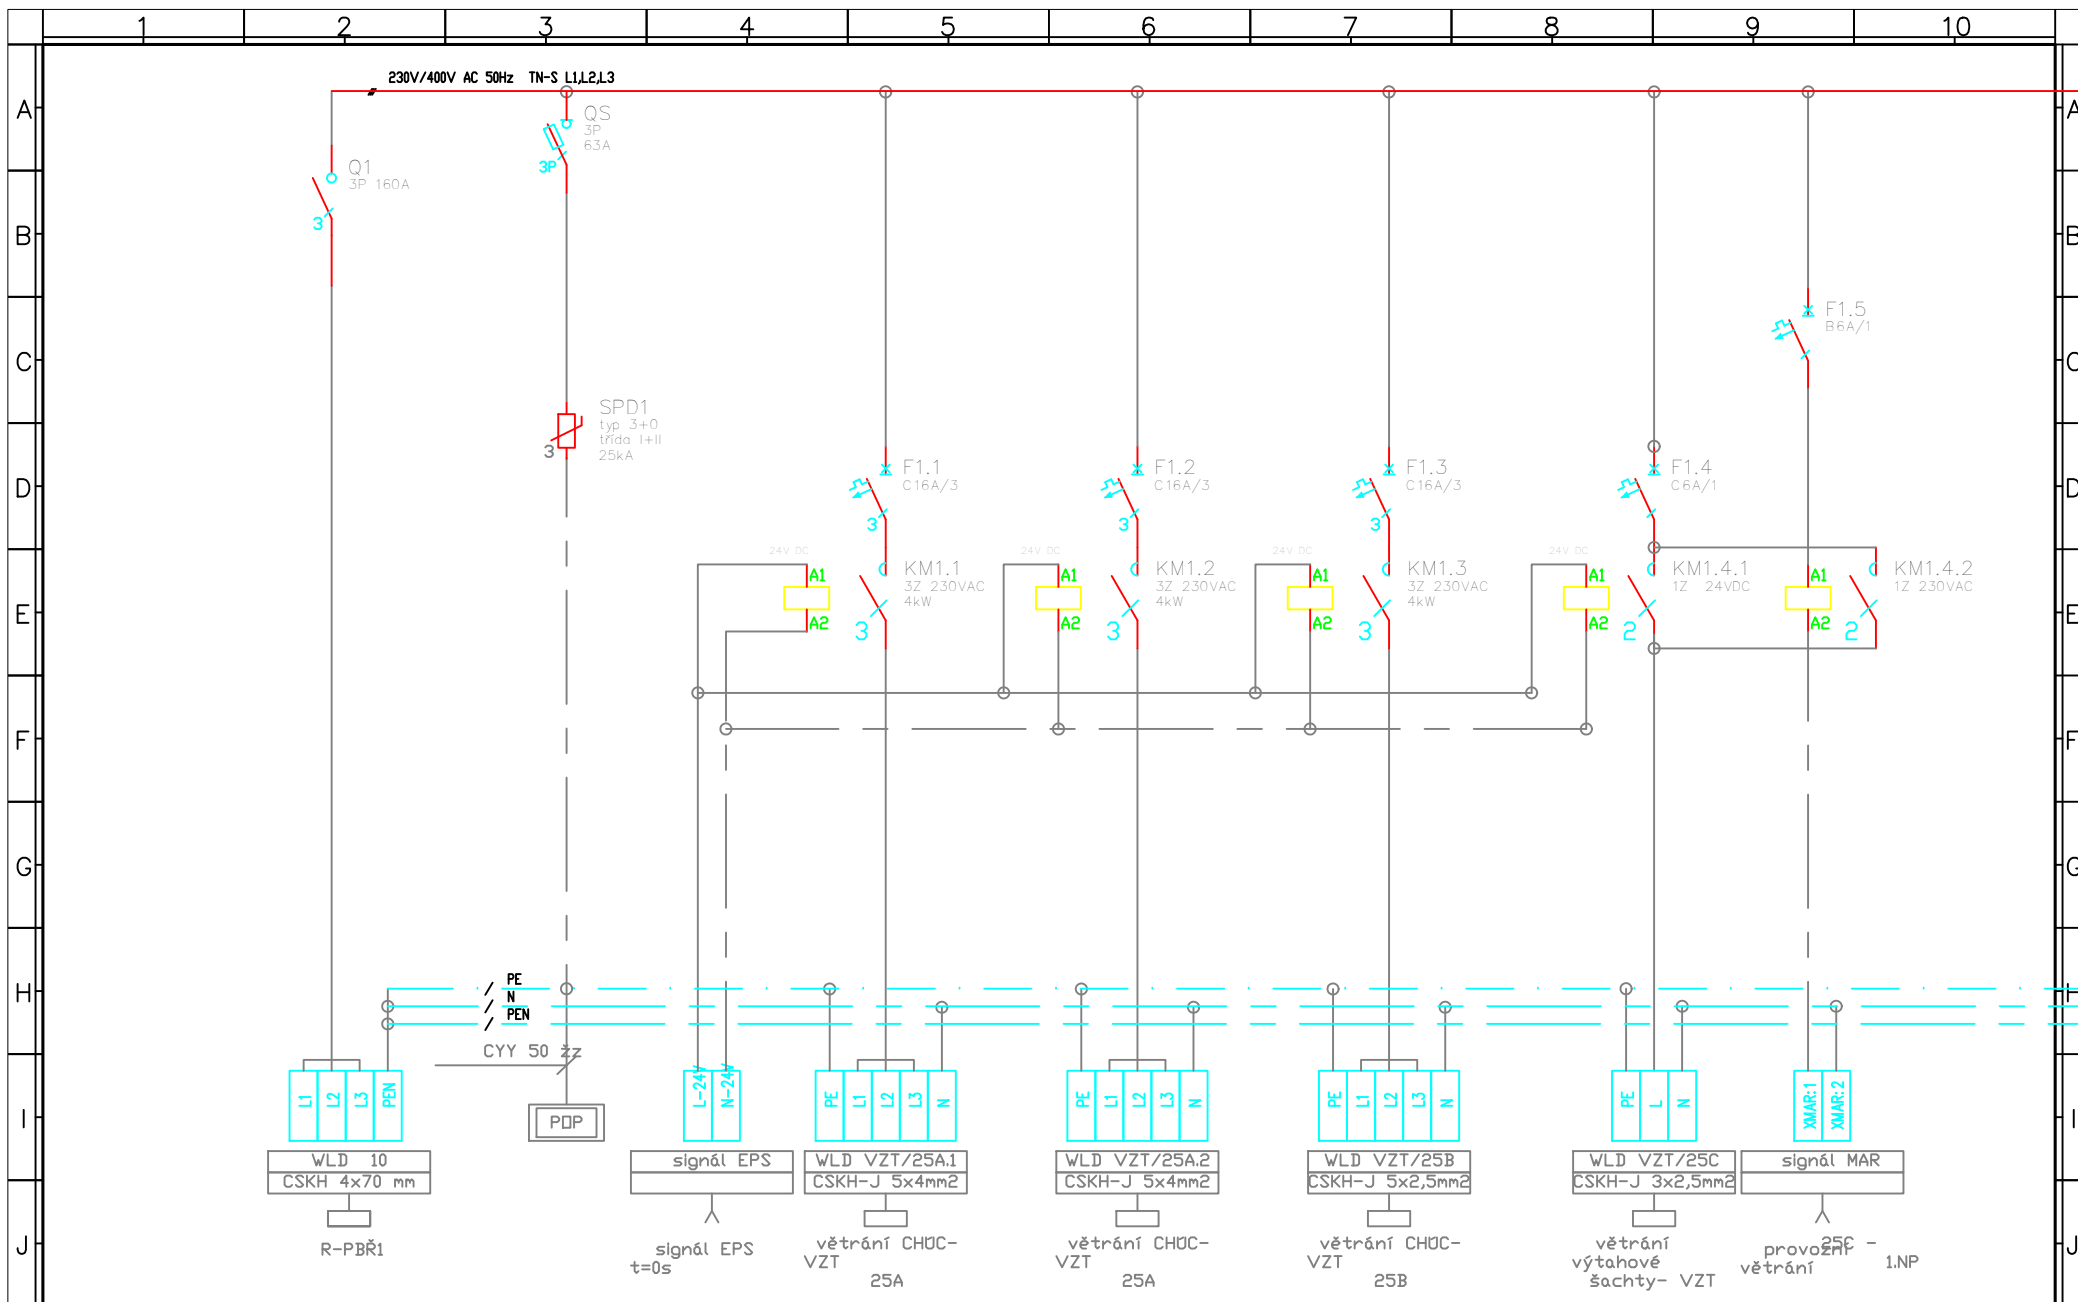 1 2 3 4 5 6 7 8 9 10
230V/400V AC 50Hz TN-S L1,L2,L3
A A
QS
3P
63A
3P
Q1
3P 160A
3
B B
F1.5
B6A/1
C C
SPD1
typ 3+0
třída I+II
25kA
3
F1.1
C16A/3
3
F1.2
C16A/3
3
F1.3
C16A/3
3
F1.4
C6A/1
D D
24V DC
24V DC
24V DC
24V DC
A1
A2
KM1.1
3Z 230VAC
4kW
3
A1
A2
KM1.2
3Z 230VAC
4kW
3
A1
A2
KM1.3
3Z 230VAC
4kW
3
A1
A2
KM1.4.1
1Z 24VDC
2
A1
A2
KM1.4.2
1Z 230VAC
2
E E
F F
G G
H H
PE
N
PEN
CYY 50 žz
I I
L1 L2 L3 PEN
POP
L-24V N-24V
PE L1 L2 L3 N
PE L1 L2 L3 N
PE L1 L2 L3 N
PE L N
XMAR:1 XMAR:2
WLD 10
CSKH 4x70 mm
signál EPS
WLD VZT/25A.1
CSKH-J 5x4mm2
WLD VZT/25A.2
CSKH-J 5x4mm2
WLD VZT/25B
CSKH-J 5x2,5mm2
WLD VZT/25C
CSKH-J 3x2,5mm2
signál MAR
J J
R-PBŘ1
signál EPS
t=0s
větrání CHÚC-
VZT
25A
větrání CHÚC-
VZT
25A
větrání CHÚC-
VZT
25B
větrání
výtahové
šachty- VZT
25C -
provozní
větrání
1.NP